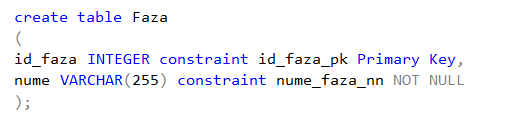 create table Faza
(
id_faza INTEGER constraint id_faza_pk Primary Key,
nume VARCHAR(255) constraint nume_faza_nn NOT NULL
);